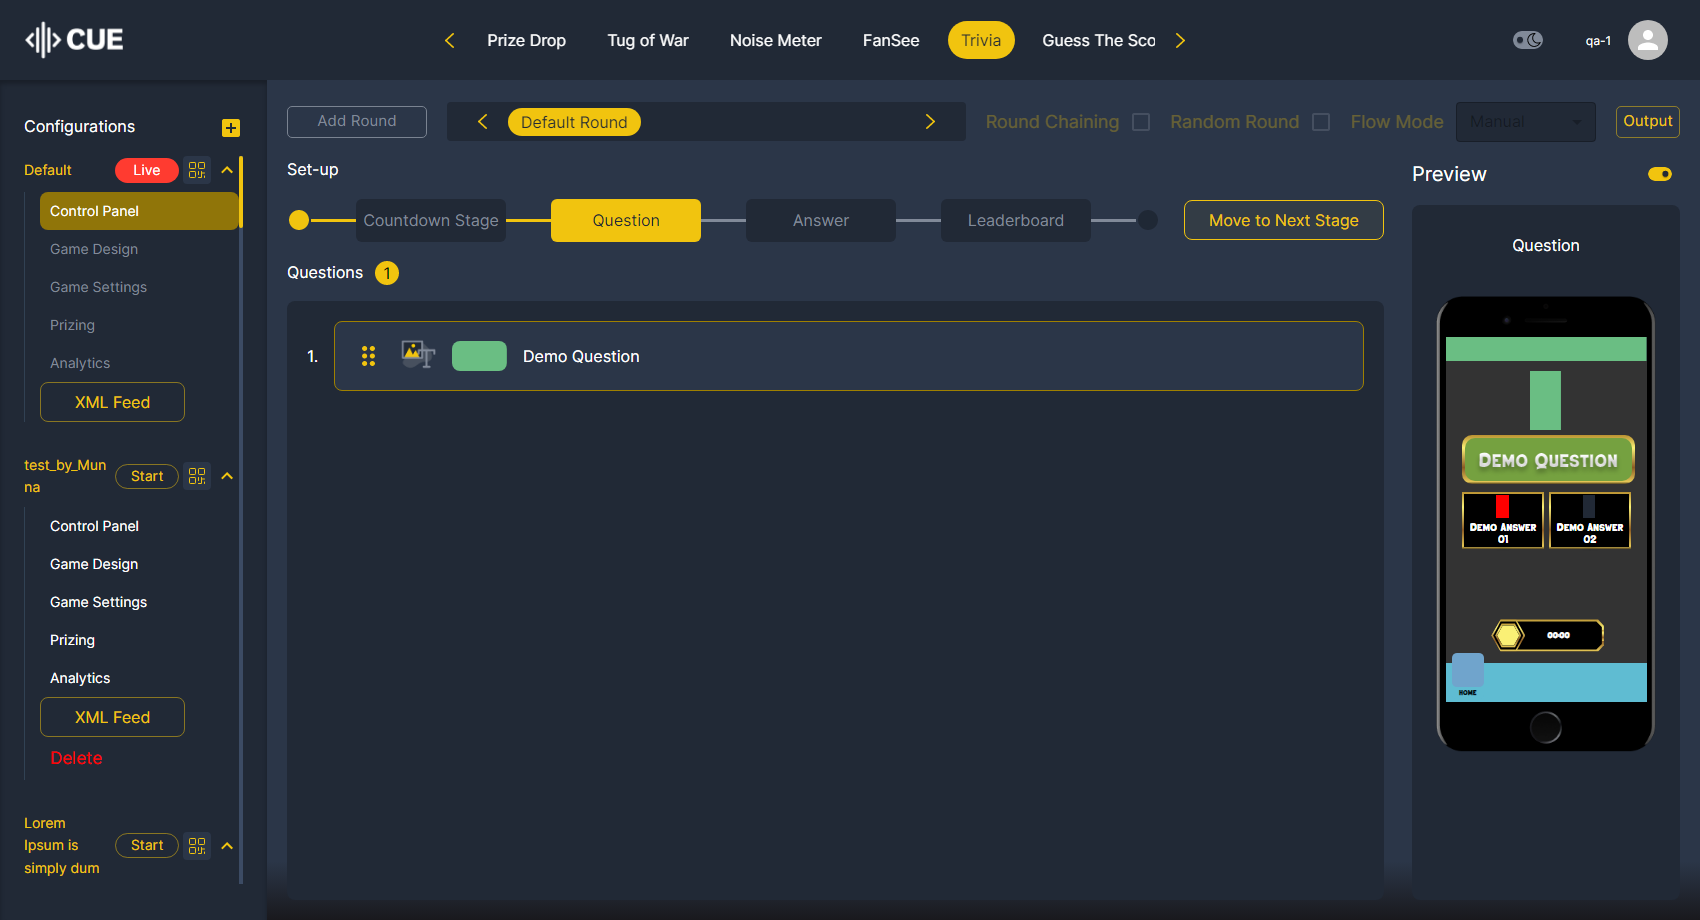 CUE
Prize Drop
Tug of War
Noise Meter
FanSee
Trivia
Guess The Sco
qa-1
Configurations
Default
Live
Control Panel
Game Design
Game Settings
Prizing
Analytics
XML Feed
test_by_Mun
na
Start
Control Panel
Game Design
Game Settings
Prizing
Analytics
XML Feed
Delete
Lorem
Ipsum is
simply dum
Start
Add Round
Default Round
Round Chaining
Random Round
Flow Mode
Manual
Output
Set-up
Countdown Stage
Question
Answer
Leaderboard
Move to Next Stage
Questions 1
1.
Demo Question
Preview
Question
DEMO QUESTION
DEMO ANSWER
01
DEMO ANSWER
02
00:00
HOME